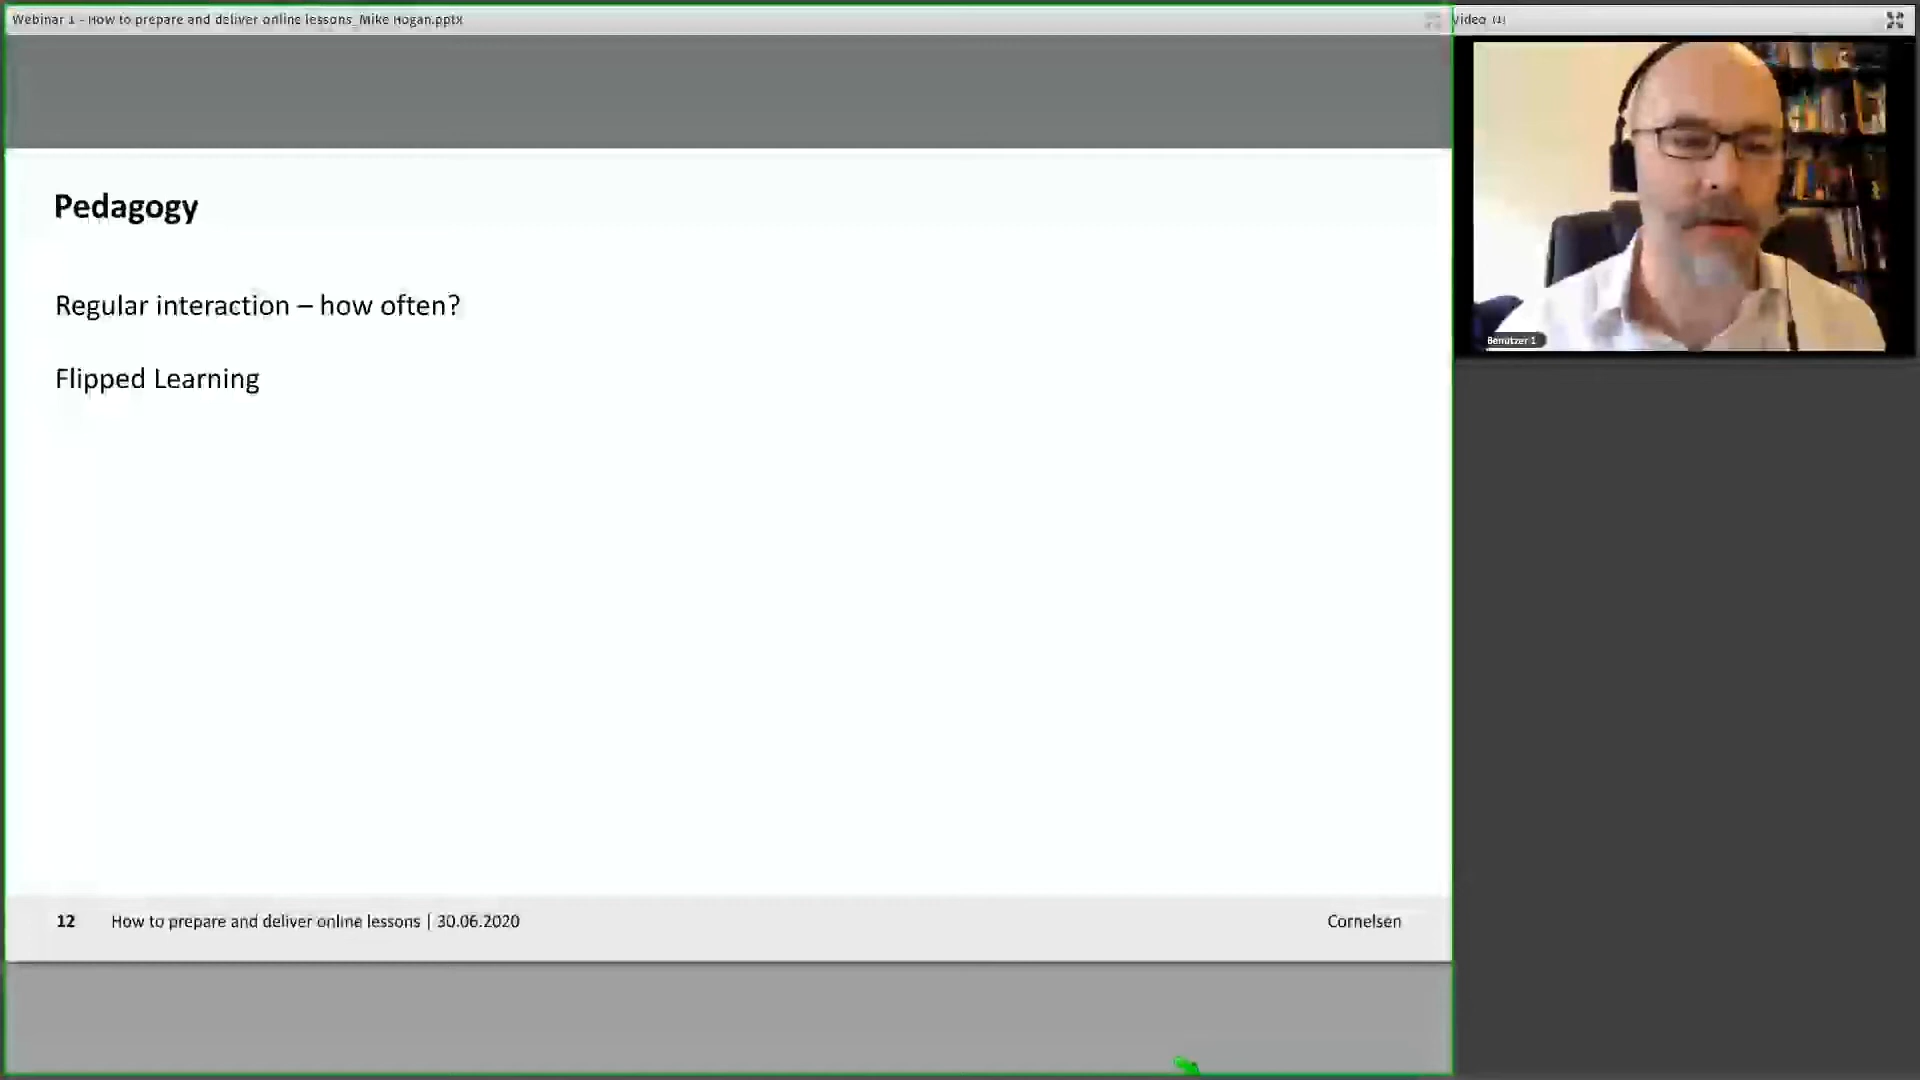 Webinar 1 - How to prepare and deliver online lessons_Mike Hogan.pptx
Video (1)
Benutzer 1
Pedagogy
Regular interaction – how often?
Flipped Learning
12 How to prepare and deliver online lessons | 30.06.2020 Cornelsen